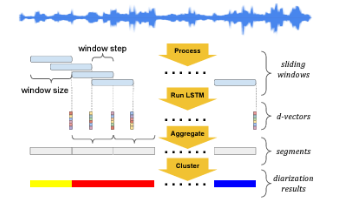 Process
window step
sliding
windows
window size
Run LSTM
d-vectors
Aggregate
segments
Cluster
diarization
results